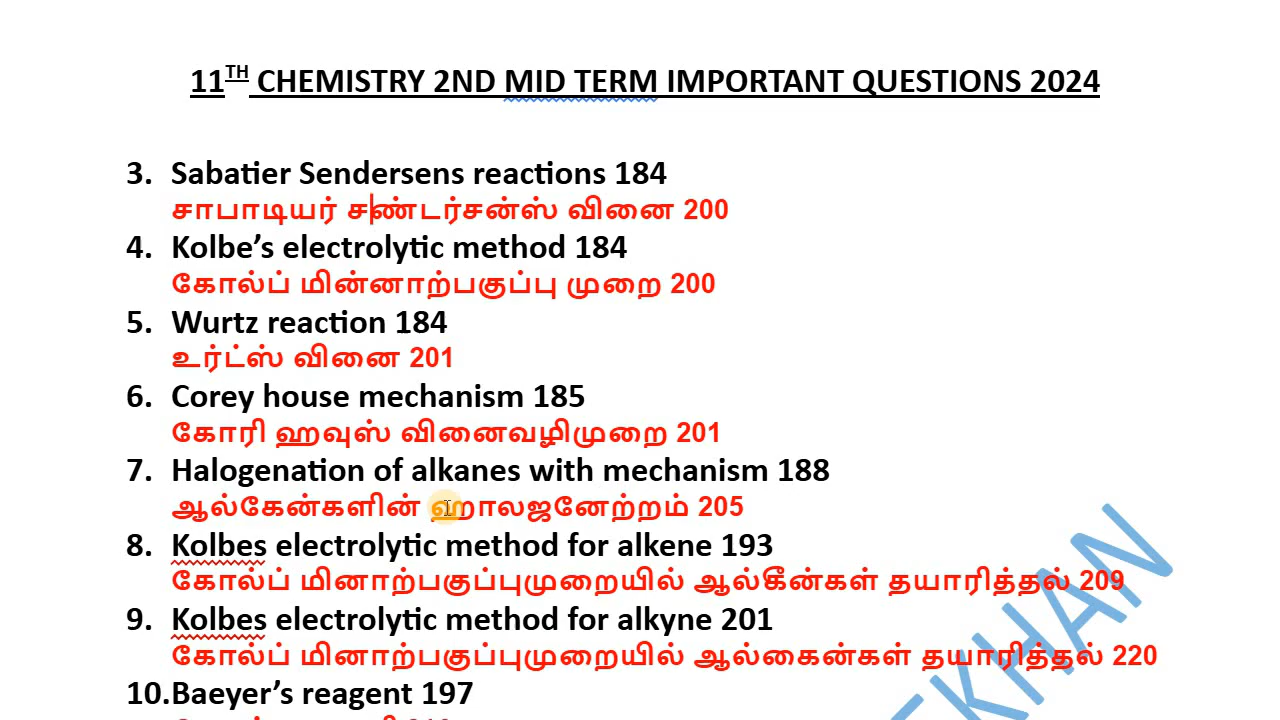 11TH CHEMISTRY 2ND MID TERM IMPORTANT QUESTIONS 2024
3. Sabatier Sendersens reactions 184
சாபாடியர் சண்டர்சன்ஸ் வினை 200
4. Kolbe’s electrolytic method 184
கோல்ப் மின்னாற்பகுப்பு முறை 200
5. Wurtz reaction 184
உர்ட்ஸ் வினை 201
6. Corey house mechanism 185
கோரி ஹவுஸ் வினைவழிமுறை 201
7. Halogenation of alkanes with mechanism 188
ஆல்கேன்களின் ஹாலஜனேற்றம் 205
8. Kolbes electrolytic method for alkene 193
கோல்ப் மினாற்பகுப்புமுறையில் ஆல்கீன்கள் தயாரித்தல் 209
9. Kolbes electrolytic method for alkyne 201
கோல்ப் மினாற்பகுப்புமுறையில் ஆல்கைன்கள் தயாரித்தல் 220
10.Baeyer’s reagent 197
EKHAN